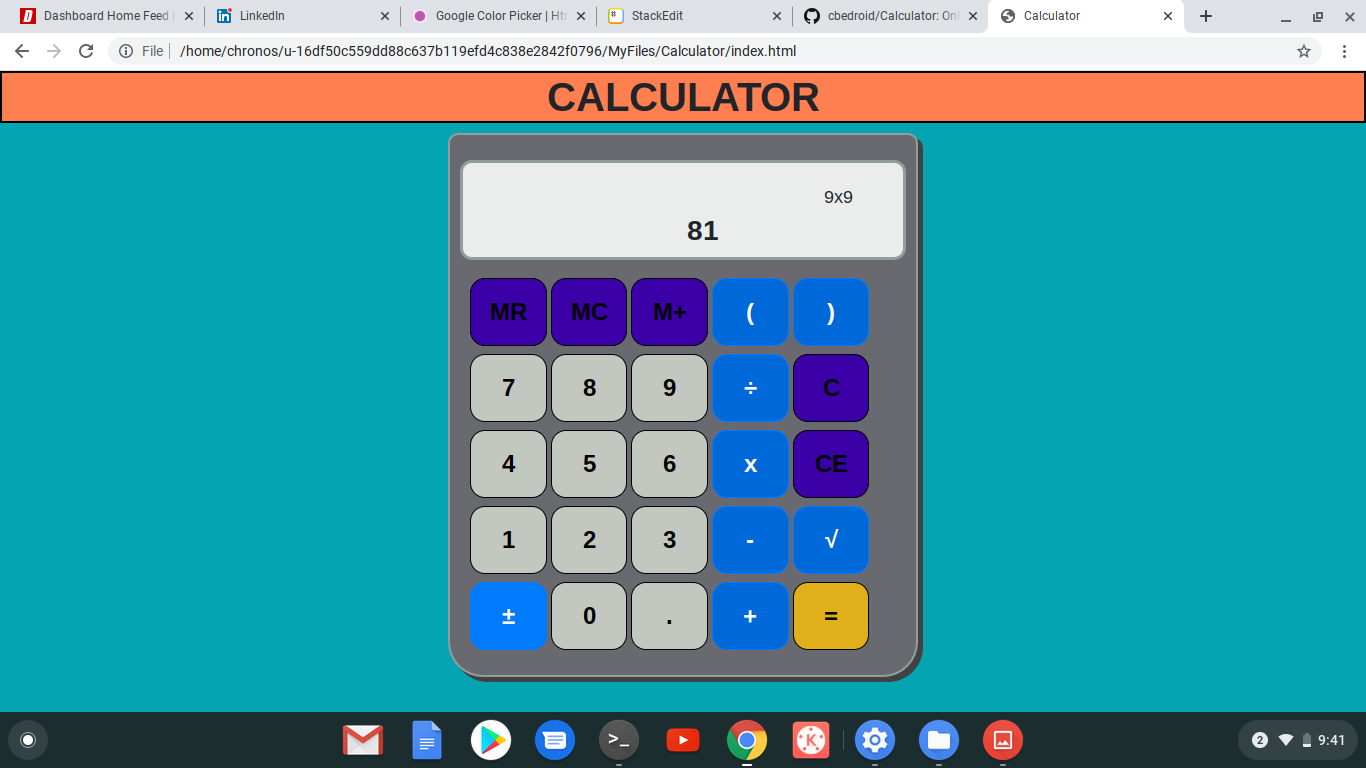 Dashboard Home Feed
LinkedIn
Google Color Picker | Htm
StackEdit
cbedroid/Calculator: Onl
Calculator
File
/home/chronos/u-16df50c559dd88c637b119efd4c838e2842f0796/MyFiles/Calculator/index.html
CALCULATOR
9x9
81
MR MC M+ ( )
7 8 9 ÷ C
4 5 6 x CE
1 2 3 - √
± 0 . + =
2 9:41